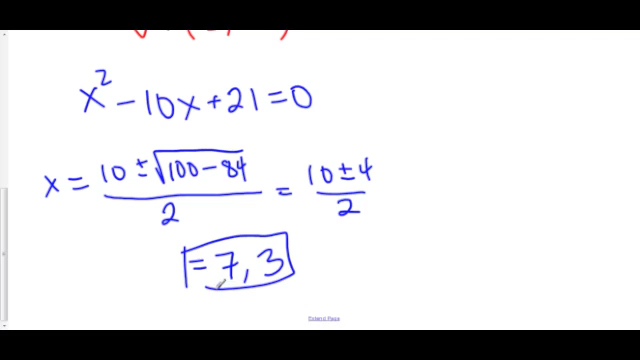 x² - 10x + 21 = 0
x = (10 ± √(100 - 84))/2 = (10 ± 4)/2
= 7, 3
Extend Page